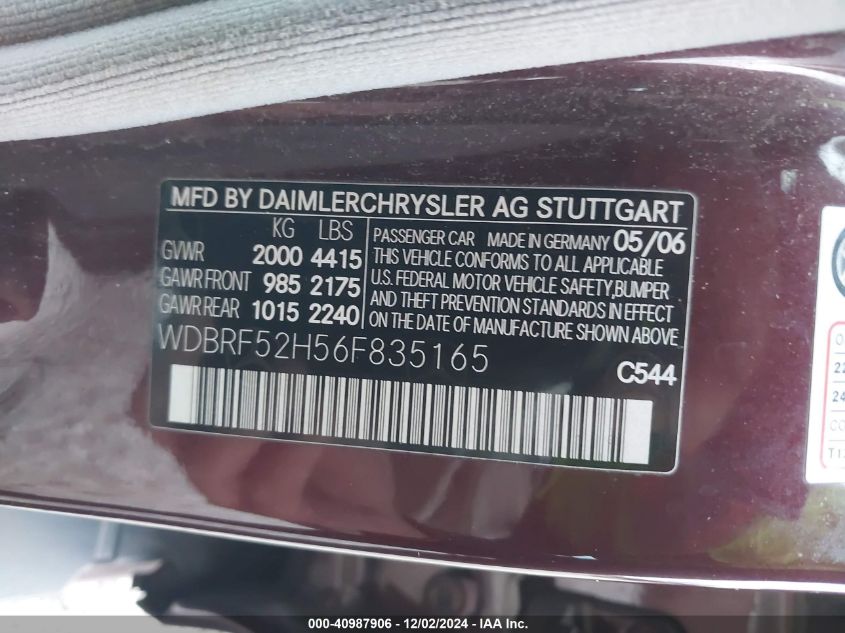 MFD BY DAIMLERCHRYSLER AG STUTTGART
KG LBS
GVWR 2000 4415
GAWR FRONT 985 2175
GAWR REAR 1015 2240
PASSENGER CAR MADE IN GERMANY 05/06
THIS VEHICLE CONFORMS TO ALL APPLICABLE
U.S. FEDERAL MOTOR VEHICLE SAFETY,BUMPER
AND THEFT PREVENTION STANDARDS IN EFFECT
ON THE DATE OF MANUFACTURE SHOWN ABOVE
WDBRF52H56F835165
C544
000-40987906 - 12/02/2024 - IAA Inc.